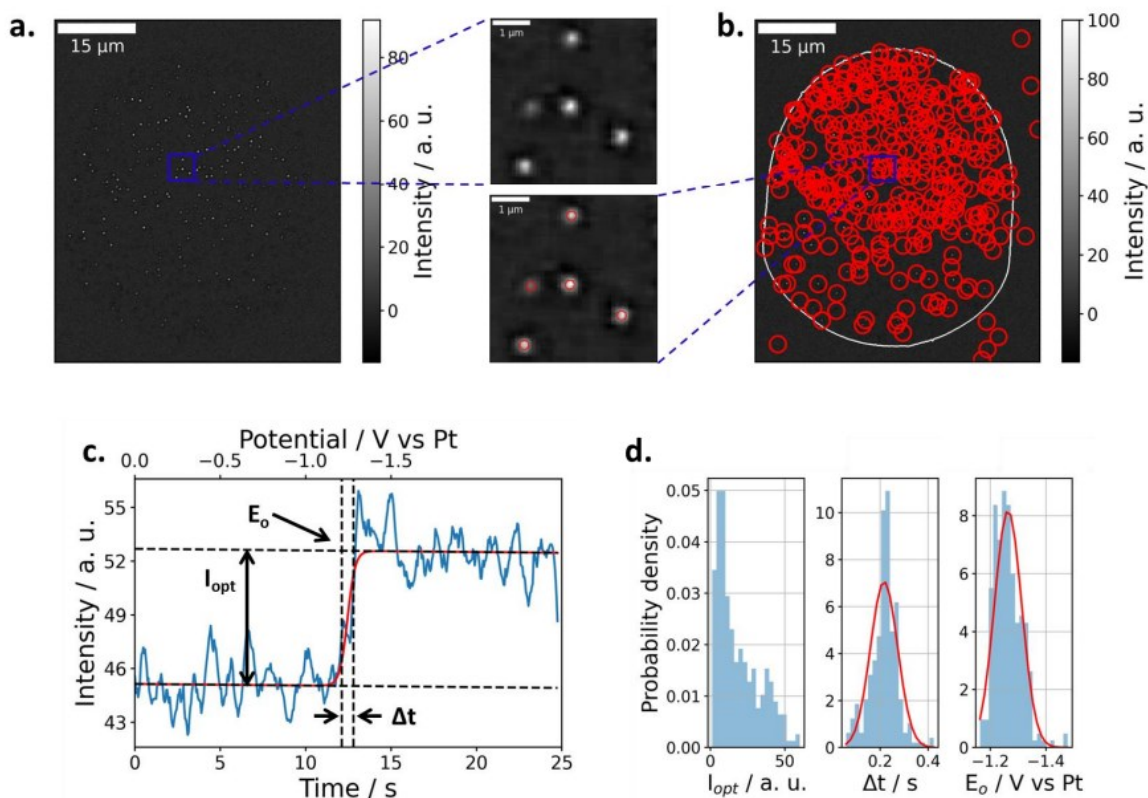 a.
15 µm
80
60
40
20
0
Intensity / a. u.
1 µm
1 µm
b.
15 µm
100
80
60
40
20
0
Intensity / a. u.
c.
Potential / V vs Pt
0.0 −0.5 −1.0 −1.5
56
52
49
46
43
Intensity / a. u.
Eo
Iopt
Δt
0 5 10 15 20 25
Time / s
d.
Probability density
0.05
0.04
0.03
0.02
0.01
0.00
0 50
Iopt / a. u.
10
8
6
4
2
0
0.2 0.4
Δt / s
8
6
4
2
0
−1.2 −1.4
Eo / V vs Pt